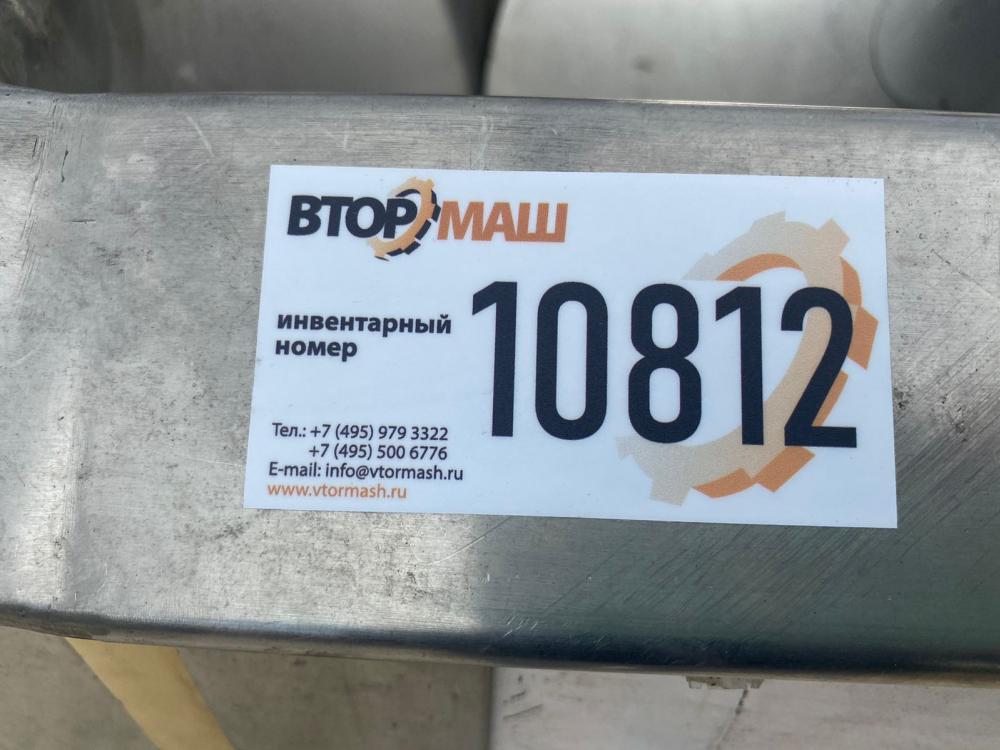 ВТОРМАШ
инвентарный
номер
10812
Тел.: +7 (495) 979 3322
+7 (495) 500 6776
E-mail: info@vtormash.ru
www.vtormash.ru